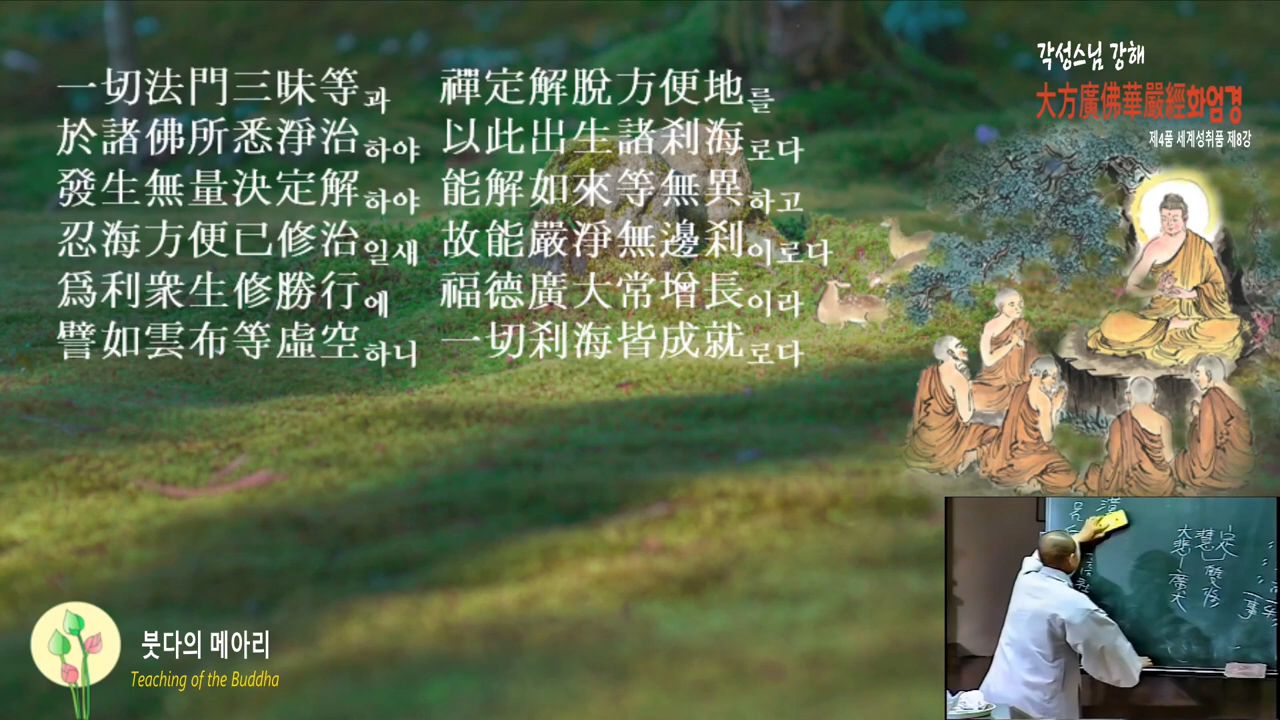 一切法門三昧等과 禪定解脫方便地를
於諸佛所悉淨治하야 以此出生諸刹海로다
發生無量決定解하야 能解如來等無異하고
忍海方便已修治일새 故能嚴淨無邊刹이로다
爲利衆生修勝行에 福德廣大常增長이라
譬如雲布等虛空하니 一切刹海皆成就로다
각성스님 강해
大方廣佛華嚴經화엄경
제4품 세계성취품 제8강
붓다의 메아리
Teaching of the Buddha